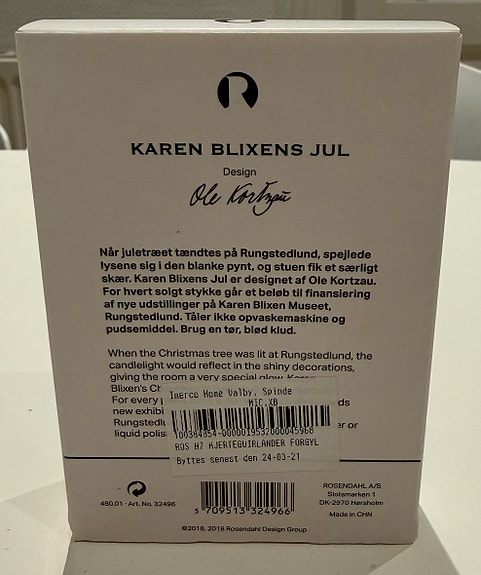 R
KAREN BLIXENS JUL
Design
Ole Kortzau
Når juletræet tændtes på Rungstedlund, spejlede
lysene sig i den blanke pynt, og stuen fik et særligt
skær. Karen Blixens Jul er designet af Ole Kortzau.
For hvert solgt stykke går et beløb til finansiering
af nye udstillinger på Karen Blixen Museet,
Rungstedlund. Tåler ikke opvaskemaskine og
pudsemiddel. Brug en tør, blød klud.
When the Christmas tree was lit at Rungstedlund, the
candlelight would reflect in the shiny decorations,
giving the room a very special glow. Karen
Blixen's Ch
For every
new exhibi
Rungstedlu
liquid polis
Imerco Home Valby, Spinde
MIC.XB
100384354-0000019532000045968
ROS H7 HJERTEGUIRLANDER FORGYL
Byttes senest den 24-03-21
480.01 - Art. No. 32496
5 709513 324966
ROSENDAHL A/S
Slotsmarken 1
DK-2970 Hørsholm
Made in CHN
©2018, 2018 Rosendahl Design Group